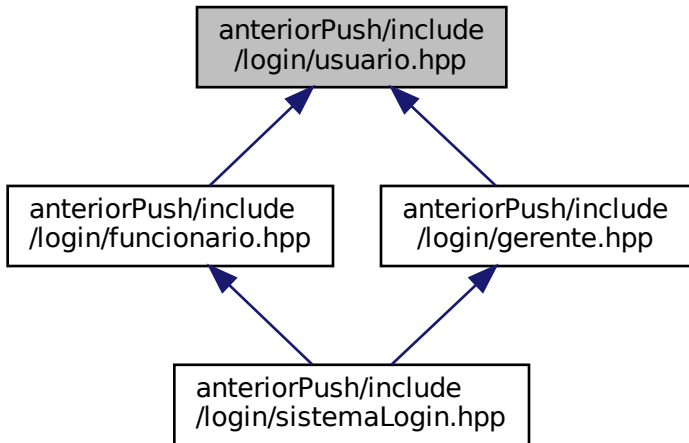 anteriorPush/include
/login/usuario.hpp
anteriorPush/include
/login/funcionario.hpp
anteriorPush/include
/login/gerente.hpp
anteriorPush/include
/login/sistemaLogin.hpp